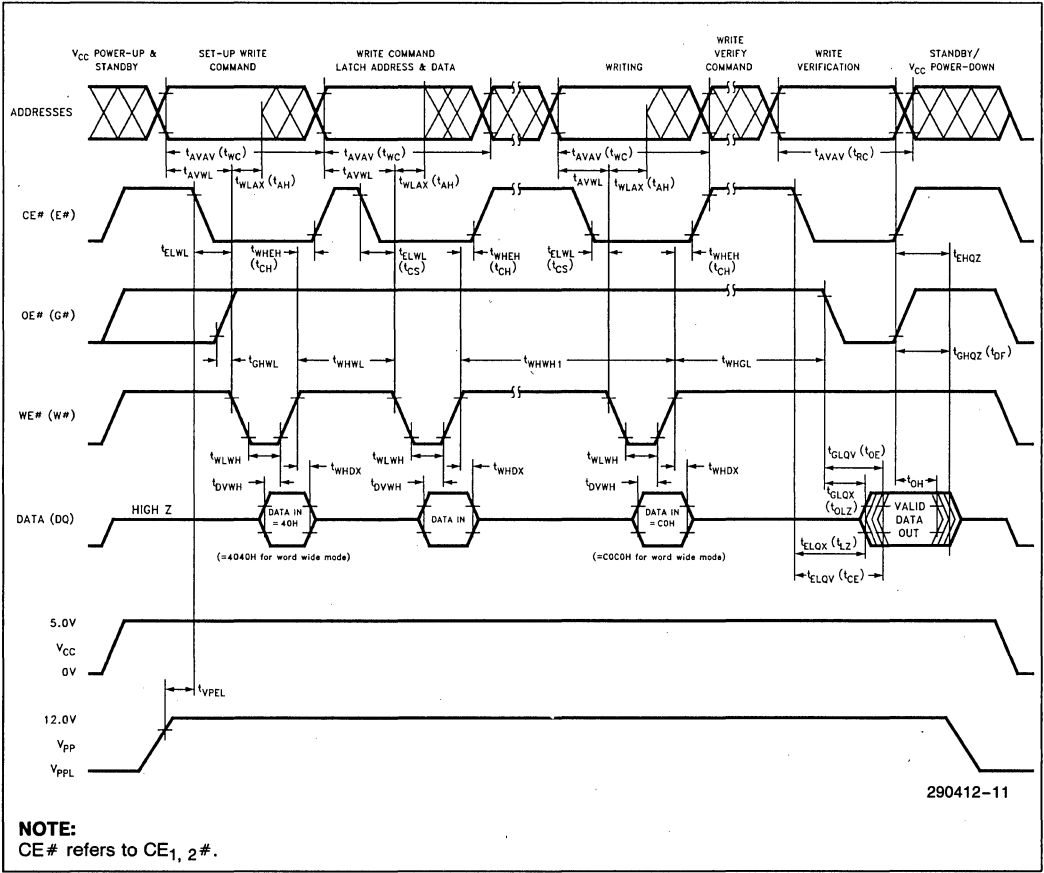 V_CC POWER-UP & STANDBY
SET-UP WRITE COMMAND
WRITE COMMAND LATCH ADDRESS & DATA
WRITING
WRITE VERIFY COMMAND
WRITE VERIFICATION
STANDBY/ V_CC POWER-DOWN
ADDRESSES
t_AVAV (t_WC)
t_AVAV (t_WC)
t_AVAV (t_WC)
t_AVAV (t_RC)
t_AVWL
t_WLAX (t_AH)
t_AVWL
t_WLAX (t_AH)
t_AVWL
t_WLAX (t_AH)
CE# (E#)
t_ELWL
t_WHEH (t_CH)
t_ELWL (t_CS)
t_WHEH (t_CH)
t_ELWL (t_CS)
t_WHEH (t_CH)
t_EHQZ
OE# (G#)
t_GHWL
t_WHWL
t_WHWH1
t_WHGL
t_GHQZ (t_DF)
WE# (W#)
t_WLWH
t_WLWH
t_WLWH
t_GLQV (t_OE)
t_DVWH
t_WHDX
t_DVWH
t_WHDX
t_DVWH
t_WHDX
t_GLQX (t_OLZ)
t_OH
DATA (DQ)
HIGH Z
DATA IN = 40H
DATA IN
DATA IN = C0H
VALID DATA OUT
(=4040H for word wide mode)
(=C0C0H for word wide mode)
t_ELQX (t_LZ)
t_ELQV (t_CE)
5.0V
V_CC
0V
t_VPEL
12.0V
V_PP
V_PPL
290412-11
NOTE:
CE# refers to CE_1, 2#.